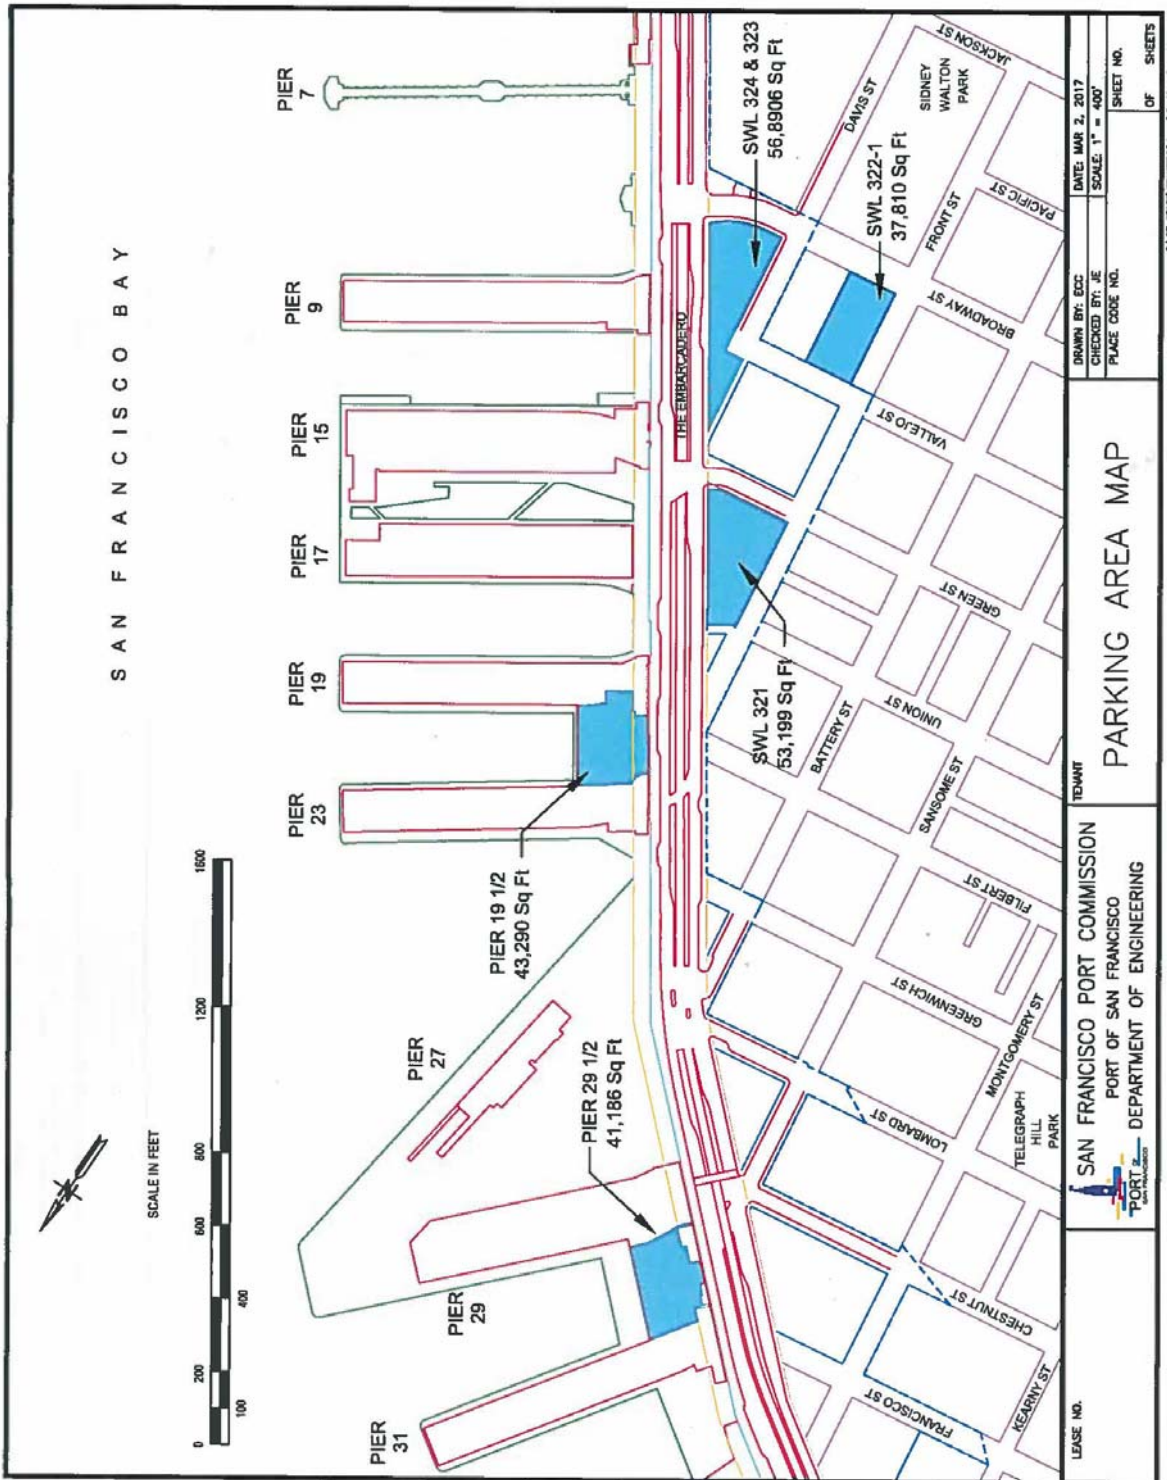 SAN FRANCISCO BAY
SCALE IN FEET
0
100
200
400
600
800
1200
1600
PIER
31
PIER
29
PIER
27
PIER
23
PIER
19
PIER
17
PIER
15
PIER
9
PIER
7
PIER 29 1/2
41,186 Sq Ft
PIER 19 1/2
43,290 Sq Ft
THE EMBARCADERO
SWL 321
53,199 Sq Ft
SWL 324 & 323
56,8906 Sq Ft
SWL 322-1
37,810 Sq Ft
FRANCISCO ST
KEARNY ST
CHESTNUT ST
TELEGRAPH
HILL
PARK
LOMBARD ST
MONTGOMERY ST
GREENWICH ST
FILBERT ST
SANSOME ST
BATTERY ST
UNION ST
GREEN ST
VALLEJO ST
BROADWAY ST
FRONT ST
DAVIS ST
PACIFIC ST
SIDNEY
WALTON
PARK
JACKSON ST
LEASE NO.
SAN FRANCISCO PORT COMMISSION
PORT OF SAN FRANCISCO
DEPARTMENT OF ENGINEERING
PORT
SAN FRANCISCO
TENANT
PARKING AREA MAP
DRAWN BY: ECC
CHECKED BY: JE
PLACE CODE NO.
DATE: MAR 2, 2017
SCALE: 1" = 400'
SHEET NO.
OF SHEETS